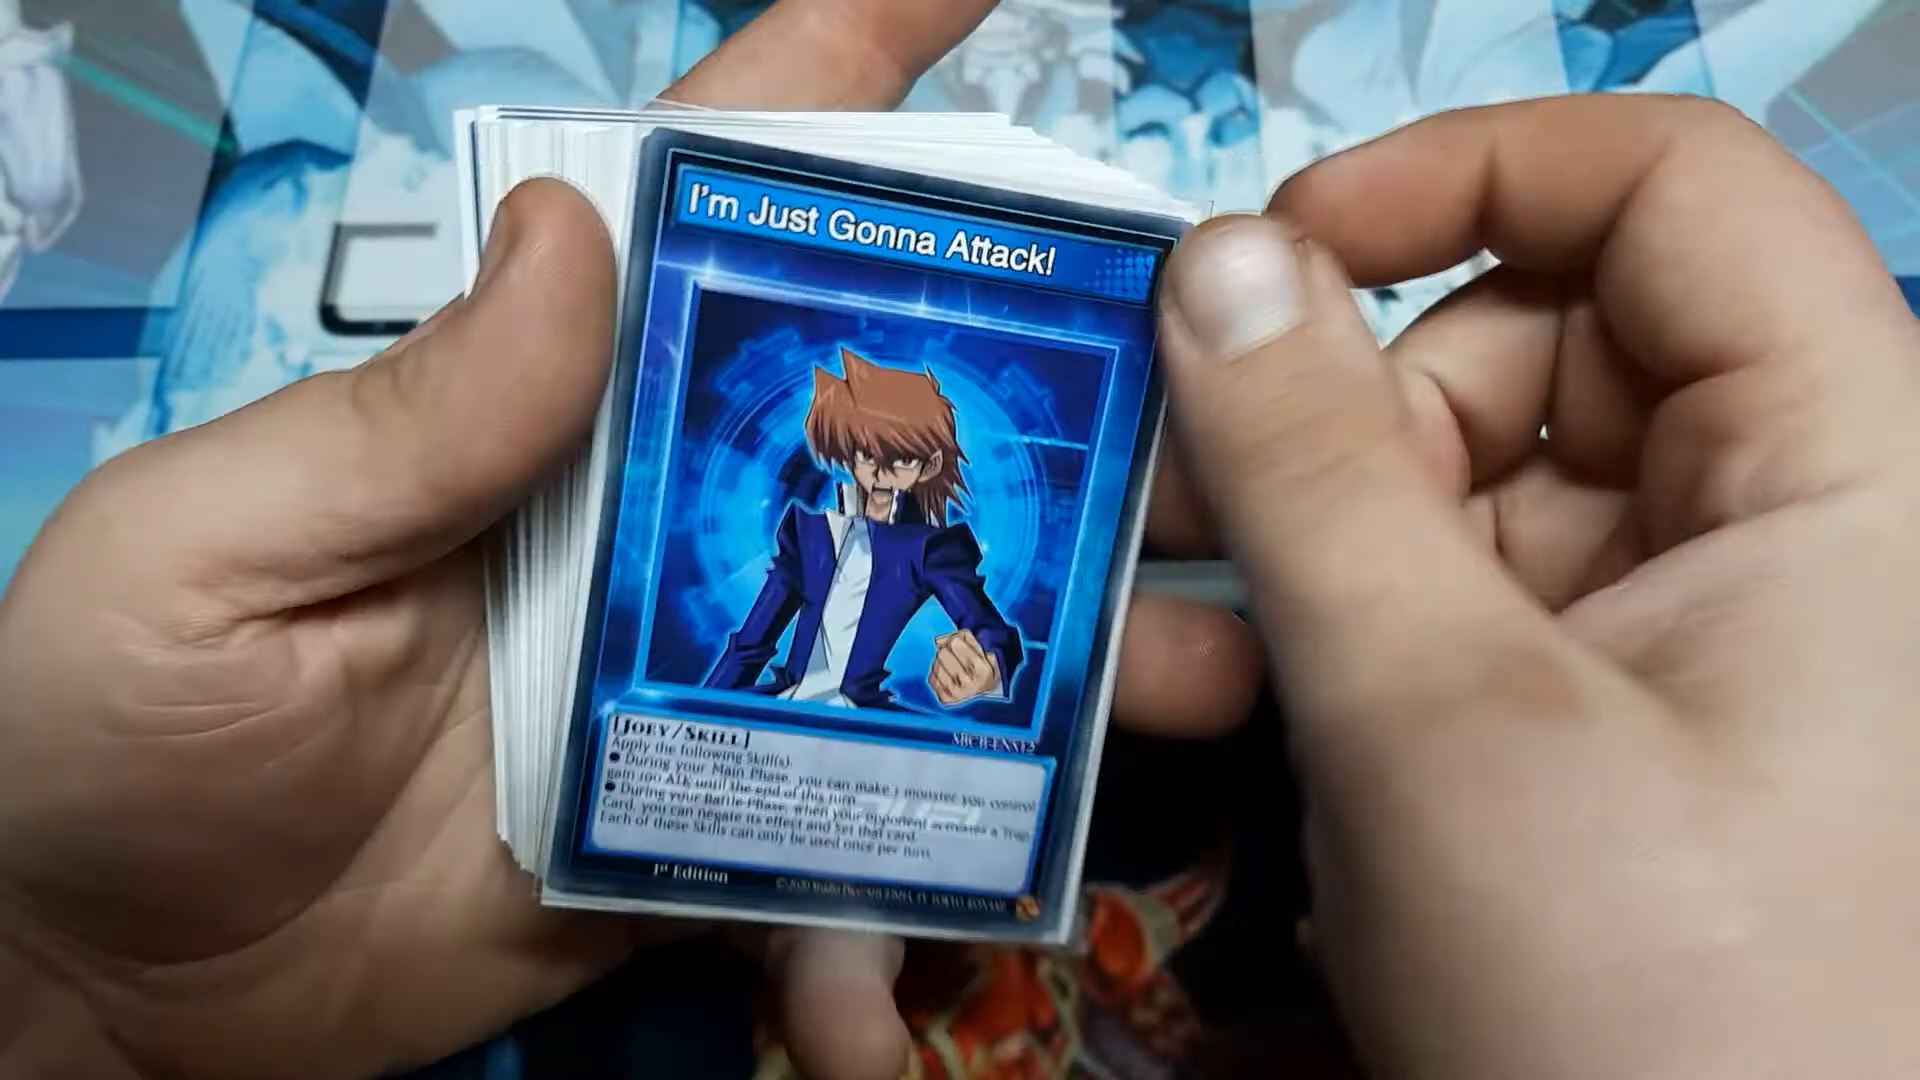 I'm Just Gonna Attack!
[JOEY/SKILL]
Apply the following Skill(s).
● During your Main Phase, you can make 1 monster you control
gain 300 ATK until the end of this turn.
● During your Battle Phase, when your opponent activates a Trap
Card, you can negate its effect and Set that card.
Each of these Skills can only be used once per turn.
1st Edition